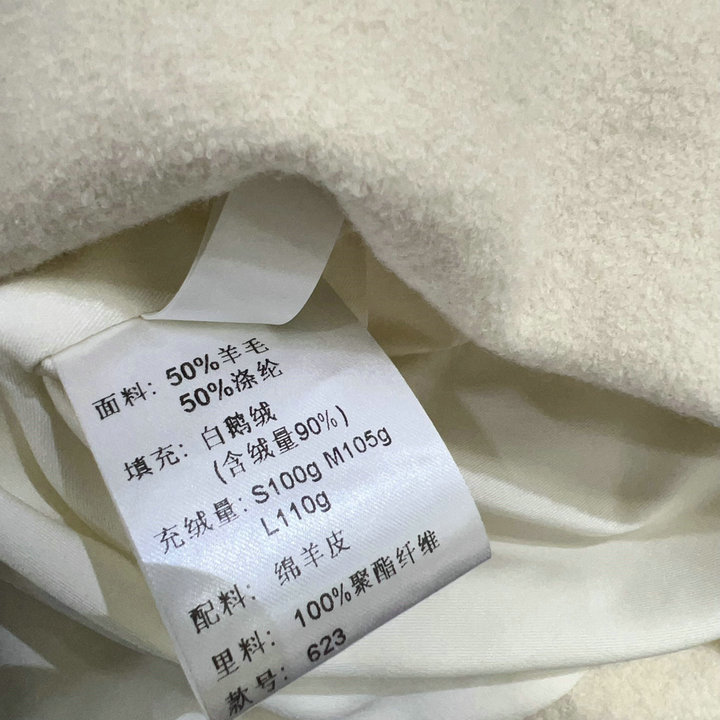 面料: 50%羊毛
50%涤纶
填充: 白鹅绒
(含绒量90%)
充绒量: S100g M105g
L110g
配料: 绵羊皮
里料: 100%聚酯纤维
款号: 623